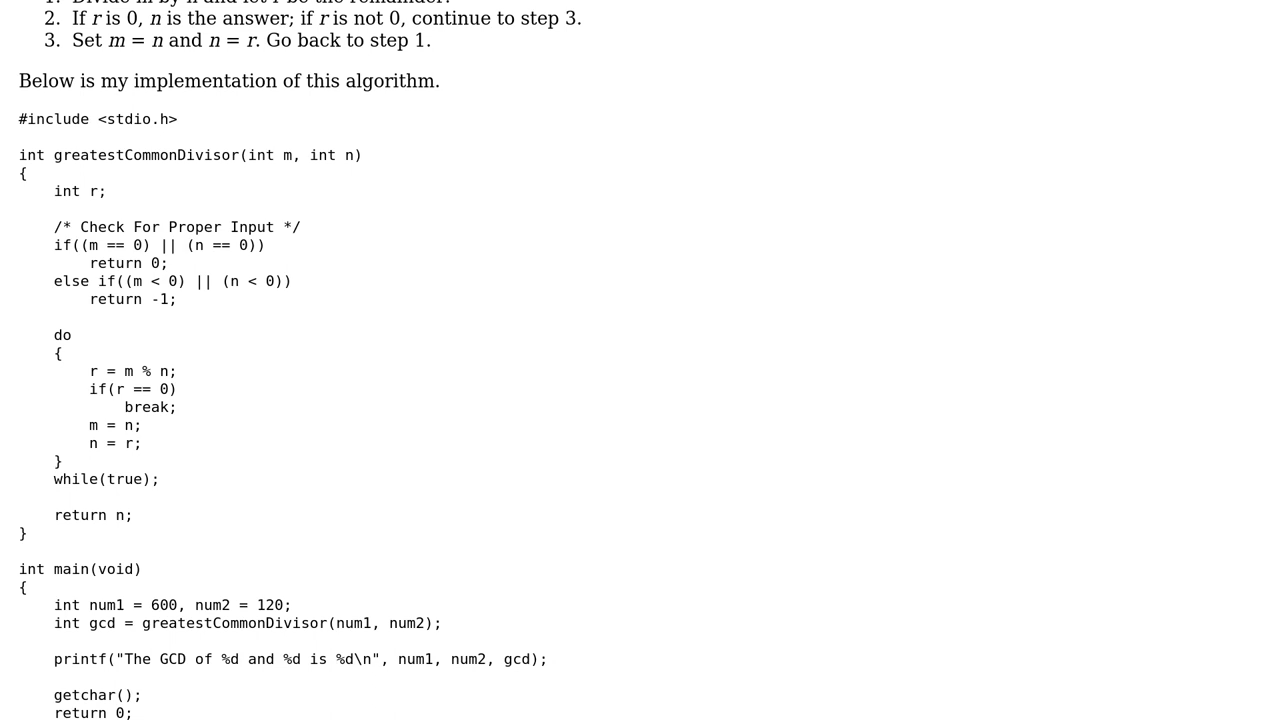 2. If r is 0, n is the answer; if r is not 0, continue to step 3.
3. Set m = n and n = r. Go back to step 1.
Below is my implementation of this algorithm.
#include <stdio.h>
int greatestCommonDivisor(int m, int n)
{
    int r;
    /* Check For Proper Input */
    if((m == 0) || (n == 0))
        return 0;
    else if((m < 0) || (n < 0))
        return -1;
    do
    {
        r = m % n;
        if(r == 0)
            break;
        m = n;
        n = r;
    }
    while(true);
    return n;
}
int main(void)
{
    int num1 = 600, num2 = 120;
    int gcd = greatestCommonDivisor(num1, num2);
    printf("The GCD of %d and %d is %d\n", num1, num2, gcd);
    getchar();
    return 0;